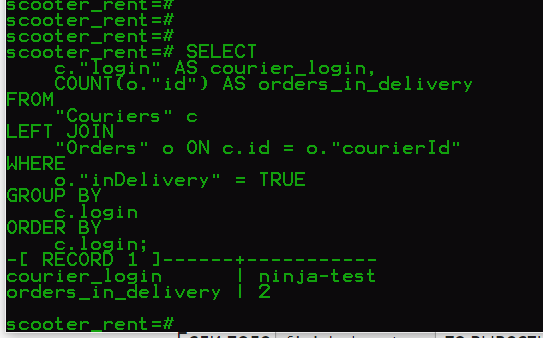 scooter_rent=#
scooter_rent=#
scooter_rent=#
scooter_rent=# SELECT
    c."login" AS courier_login,
    COUNT(o."id") AS orders_in_delivery
FROM
    "Couriers" c
LEFT JOIN
    "Orders" o ON c.id = o."courierId"
WHERE
    o."inDelivery" = TRUE
GROUP BY
    c.login
ORDER BY
    c.login;
-[ RECORD 1 ]------+-----------
courier_login      | ninja-test
orders_in_delivery | 2
scooter_rent=#